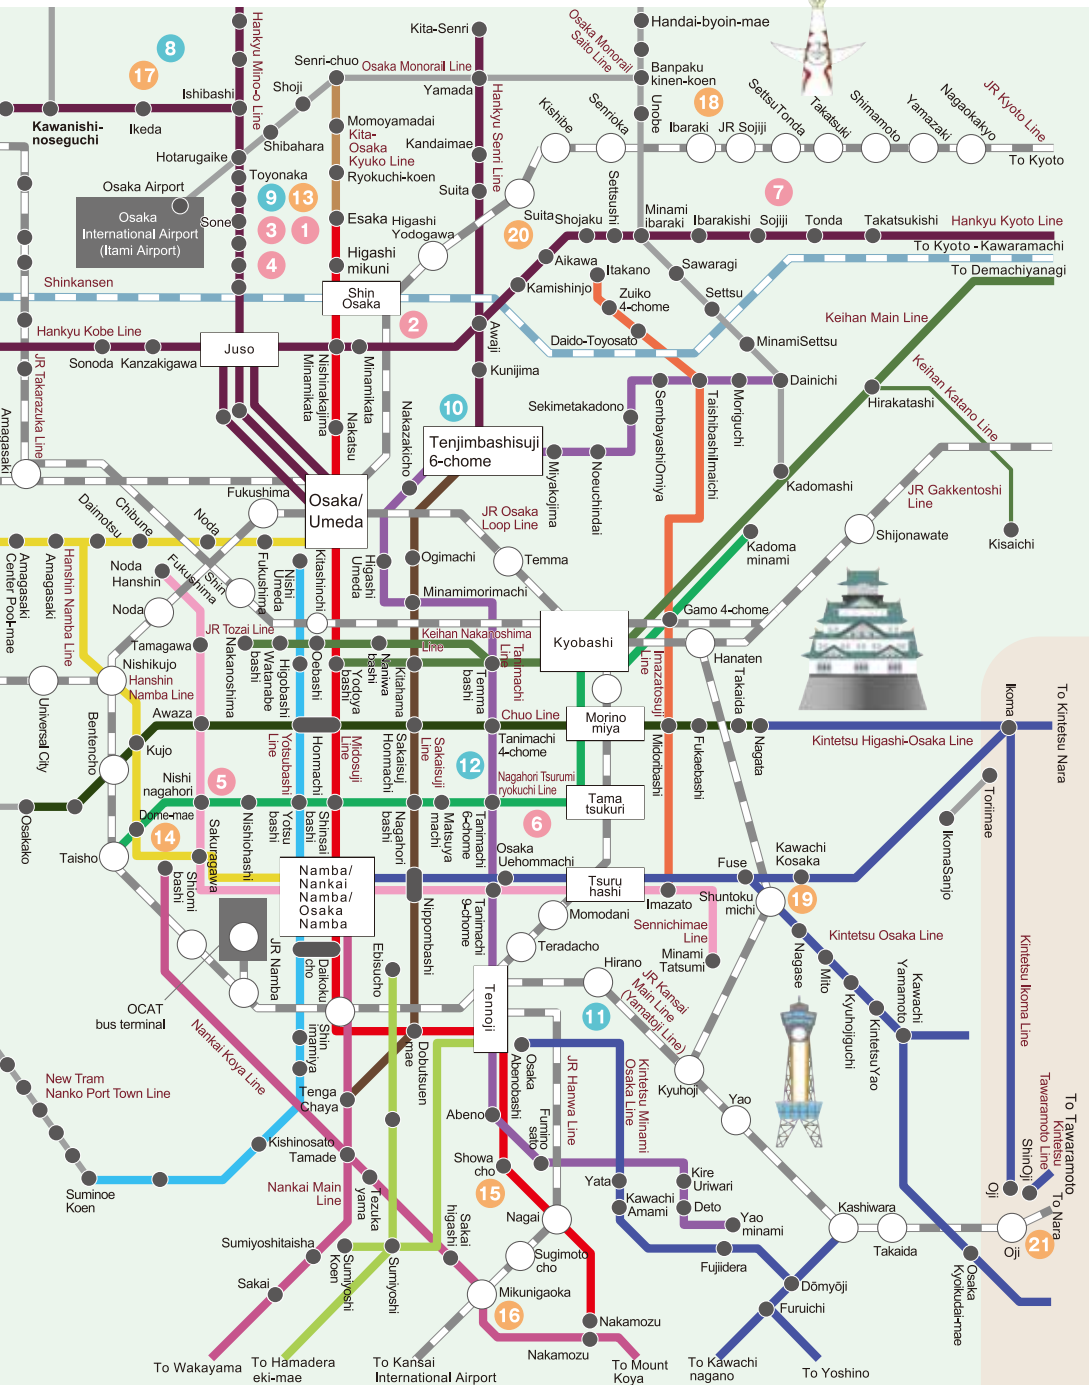 Kita-Senri
Handai-byoin-mae
Osaka Monorail
Saito Line
Hankyu Mino-o Line
8
17
Senri-chuo
Osaka Monorail Line
Banpaku
kinen-koen
Yamada
Ishibashi
Shoji
Kawanishi-
noseguchi
Ikeda
Momoyamadai
Kita-
Osaka
Kyuko Line
Shibahara
Hankyu Senri Line
Kandaimae
Unobe
18
Kishibe
Senrioka
Ibaraki
JR Sojiji
SettsuTonda
Takatsuki
Shimamoto
Yamazaki
Nagaokakyo
JR Kyoto Line
To Kyoto
Hotarugaike
Toyonaka
Ryokuchi-koen
Suita
Osaka Airport
9
13
7
Osaka
International Airport
(Itami Airport)
Sone
3
1
4
Esaka
Higashi
Yodogawa
Suita
20
Shojaku
Settsushi
Minami
ibaraki
Ibarakishi
Sojiji
Tonda
Takatsukishi
Hankyu Kyoto Line
To Kyoto - Kawaramachi
To Demachiyanagi
Higashi
mikuni
Aikawa
Itakano
Sawaragi
Shinkansen
Shin
Osaka
Kamishinjo
Zuiko
4-chome
Settsu
2
Keihan Main Line
Hankyu Kobe Line
Juso
Awaji
Daido-Toyosato
MinamiSettsu
Sonoda
Kanzakigawa
Nishinakajima
Minamikata
Minamikata
Kunijima
Dainichi
Keihan Katano Line
Hirakatashi
JR Takarazuka Line
Amagasaki
Nakatsu
Nakazakicho
10
Sekimetakadono
SembayashiOmiya
TaishibashiImaichi
Moriguchi
Tenjimbashisuji
6-chome
Miyakojima
Noeuchindai
Kadomashi
JR Gakkentoshi
Line
Fukushima
Osaka/
Umeda
JR Osaka
Loop Line
Temma
Shijonawate
Kisaichi
Daimotsu
Chibune
Noda
Amagasaki
Center Pool-mae
Amagasaki
Hanshin Namba Line
Noda
Hanshin
Fukushima
Shin
Fukushima
Nishi
Umeda
Kitashinchi
Higashi
Umeda
Ogimachi
Minamimorimachi
Kadoma
minami
Noda
Gamo 4-chome
Kyobashi
JR Tozai Line
Keihan Nakanoshima
Line
Tamagawa
Nakanoshima
Watanabe
bashi
Higobashi
Oebashi
Yodoya
bashi
Naniwa
bashi
Kitahama
Temma
bashi
Tanimachi
Line
Imazatosuji
Line
Hanaten
Nishikujo
Hanshin
Namba Line
Universal City
Bentencho
Awaza
Kujo
Yotsubashi
Line
Honmachi
Midosuji
Line
Sakaisuj
Honmachi
Sakaisuji
Line
Chuo Line
Tanimachi
4-chome
Morino
miya
Midoribashi
Fukaebashi
Takaida
Nagata
Kintetsu Higashi-Osaka Line
Ikoma
To Kintetsu Nara
Nishi
nagahori
5
12
Nagahori Tsurumi
ryokuchi Line
Osakako
Dome-mae
14
Taisho
Sakuragawa
Nishiohashi
Yotsu
bashi
Shinsai
bashi
Nagahori
bashi
Matsuya
machi
Tanimachi
6-chome
6
Tama
tsukuri
Toriimae
IkomaSanjo
Osaka
Uehommachi
Shiomi
bashi
Namba/
Nankai
Namba/
Osaka
Namba
Tsuru
hashi
Fuse
Kawachi
Kosaka
Shuntoku
michi
19
Imazato
Nippombashi
Tanimachi
9-chome
Momodani
Sennichimae
Line
Teradacho
Minami
Tatsumi
Nagase
Mito
Kyuhojiguchi
KintetsuYao
Kintetsu Osaka Line
Kawachi
Yamamoto
Kintetsu Ikoma Line
OCAT
bus terminal
JR Namba
Daikoku
cho
Ebisucho
Tennoji
Hirano
11
JR Kansai
Main Line
(Yamatoji Line)
Nankai Koya Line
Shin
imamiya
Dobutsuen
mae
Osaka
Abenobashi
JR Hanwa Line
Kintetsu Minami
Osaka Line
Kyuhoji
New Tram
Nanko Port Town Line
Tenga
Chaya
Abeno
Fumino
sato
Yao
Tawaramoto Line
Kintetsu
To Tawaramoto
Kishinosato
Tamade
Showa
cho
15
Suminoe
Koen
Nankai Main
Line
Tezuka
yama
Yata
Kire
Uriwari
Kawachi
Amami
Deto
Yao
minami
Nagai
Sakai
higashi
Kashiwara
Takaida
Oji
ShinOji
To Nara
Oji
21
Sumiyoshitaisha
Sumiyoshi
Koen
Sumiyoshi
Sugimoto
cho
Fujiidera
Osaka
Kyoikudai-mae
Sakai
Mikunigaoka
16
Dōmyōji
Furuichi
Nakamozu
Nakamozu
To Wakayama
To Hamadera
eki-mae
To Kansai
International Airport
To Mount
Koya
To Kawachi
nagano
To Yoshino